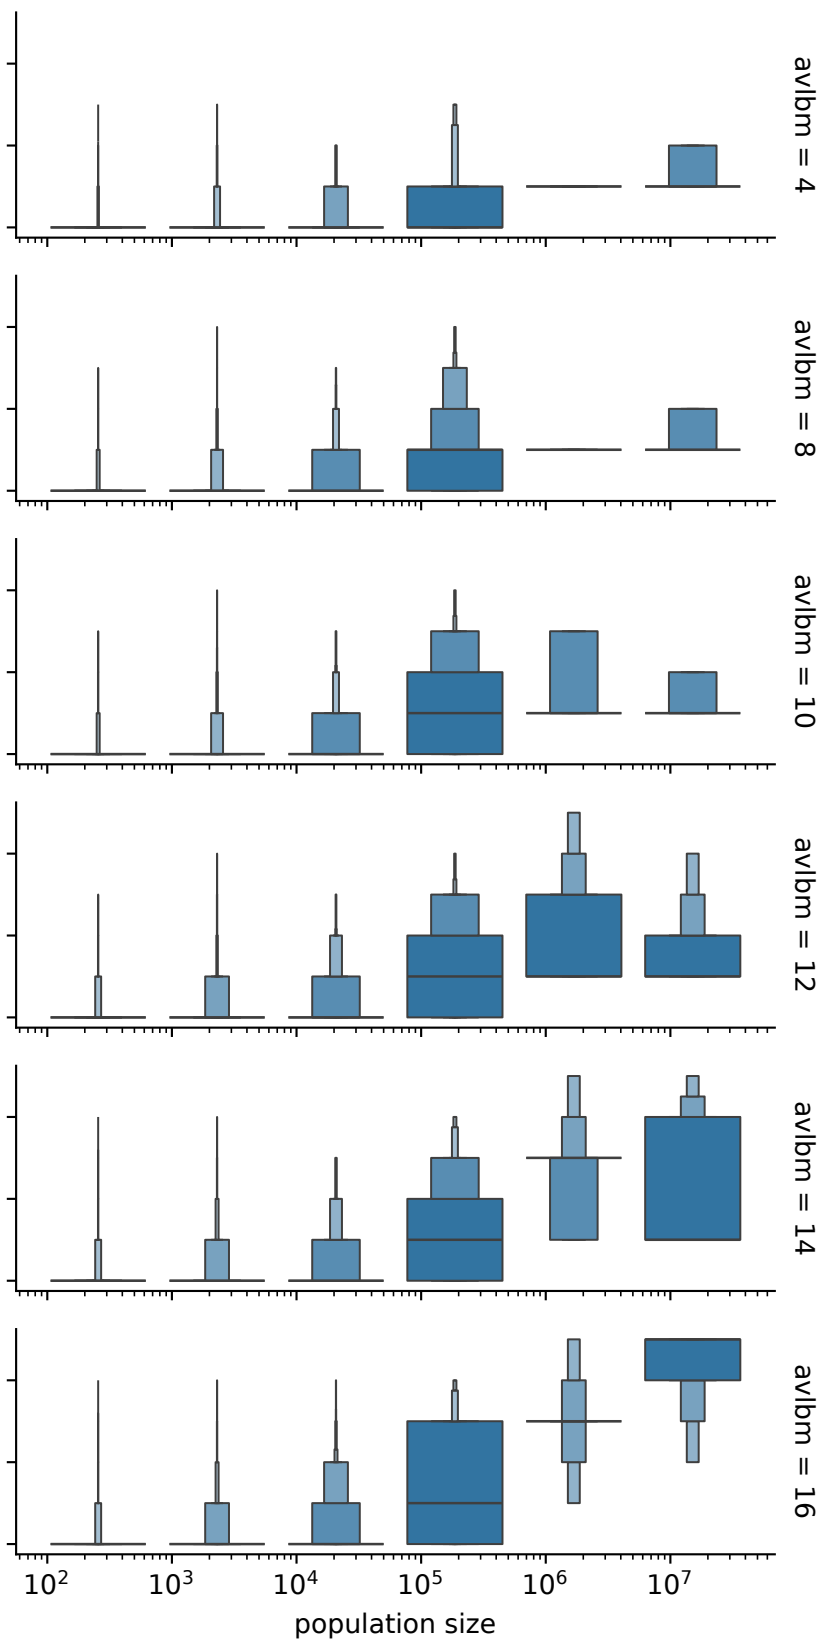 avlbm = 4
avlbm = 8
avlbm = 10
avlbm = 12
avlbm = 14
avlbm = 16
10² 10³ 10⁴ 10⁵ 10⁶ 10⁷
population size